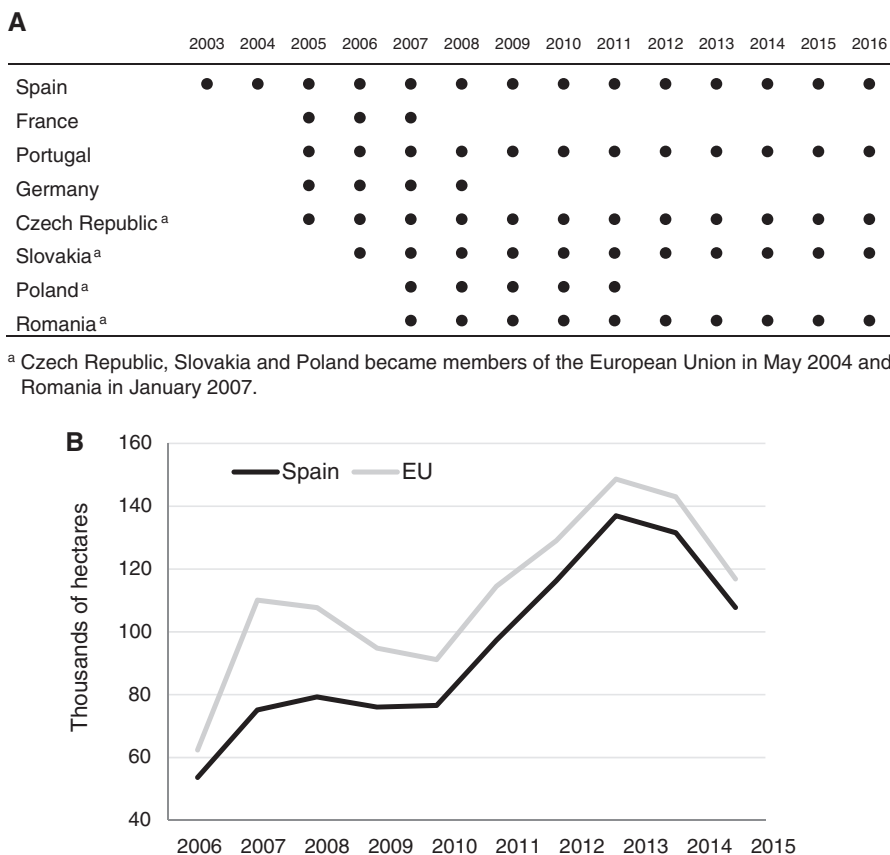 A
2003 2004 2005 2006 2007 2008 2009 2010 2011 2012 2013 2014 2015 2016
Spain ● ● ● ● ● ● ● ● ● ● ● ● ● ●
France ● ● ●
Portugal ● ● ● ● ● ● ● ● ● ● ● ●
Germany ● ● ● ●
Czech Republic a ● ● ● ● ● ● ● ● ● ● ● ●
Slovakia a ● ● ● ● ● ● ● ● ● ● ●
Poland a ● ● ● ● ●
Romania a ● ● ● ● ● ● ● ● ● ●
a Czech Republic, Slovakia and Poland became members of the European Union in May 2004 and
Romania in January 2007.
B
Thousands of hectares
160
140
120
100
80
60
40
Spain EU
2006 2007 2008 2009 2010 2011 2012 2013 2014 2015